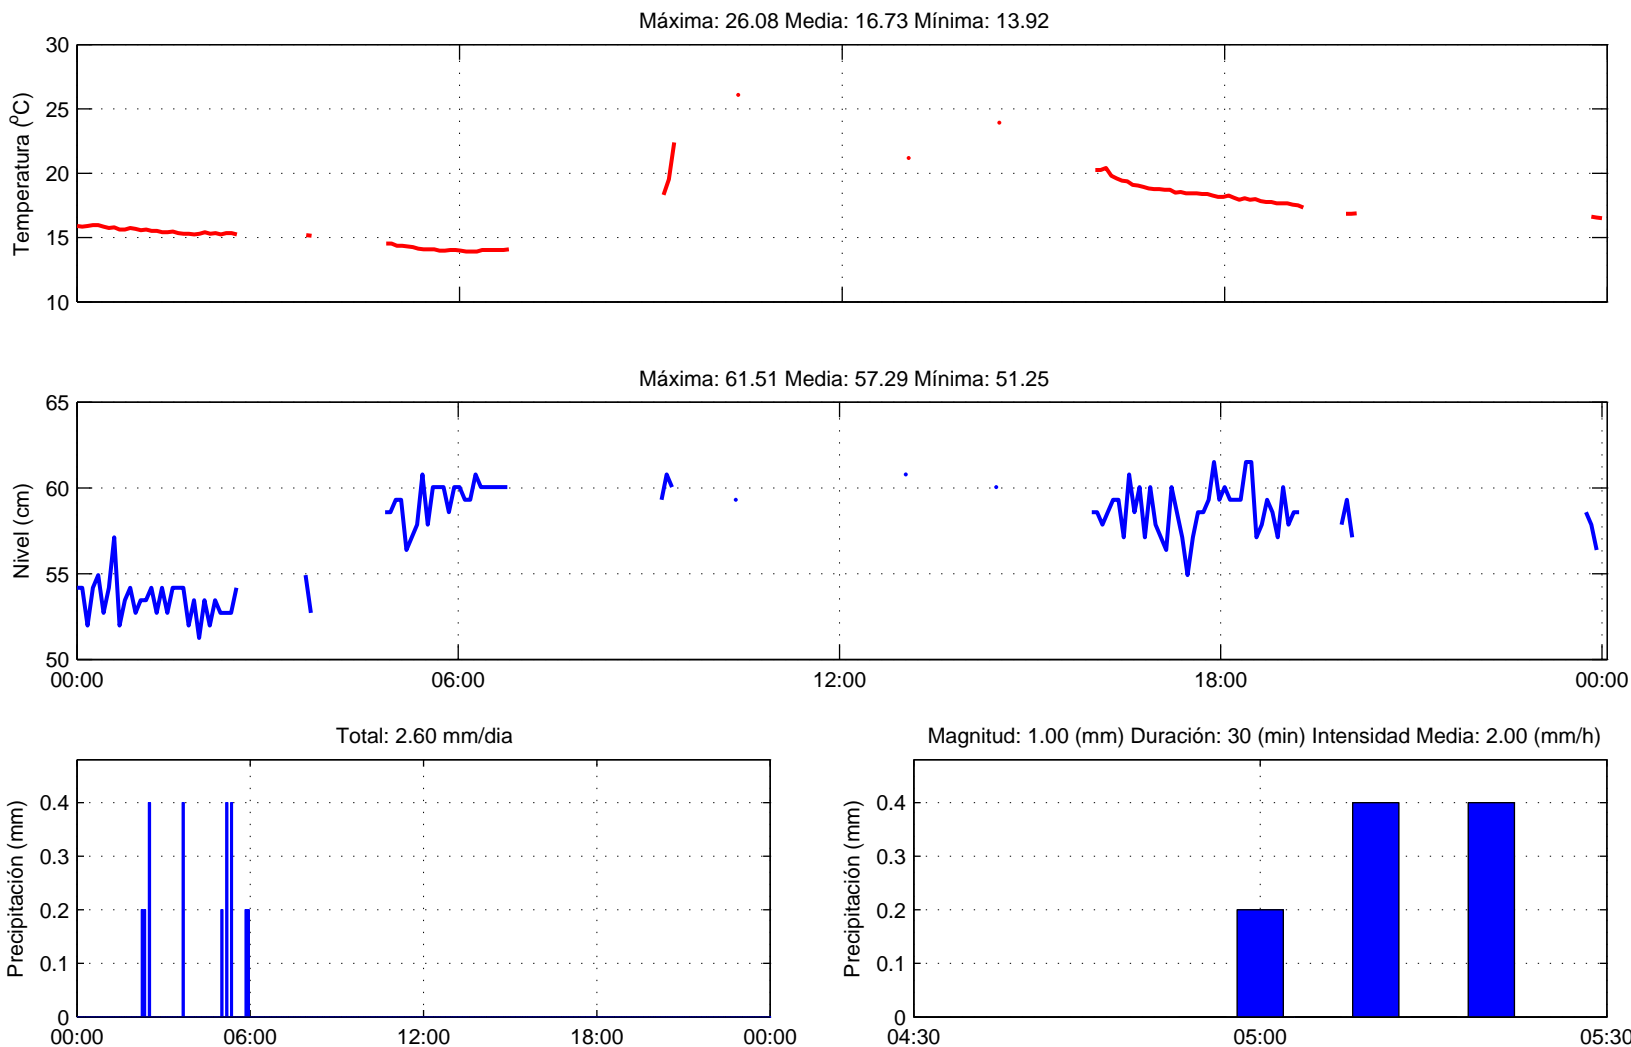 Máxima: 26.08 Media: 16.73 Mínima: 13.92
30
25
20
15
10
Temperatura (ºC)
Máxima: 61.51 Media: 57.29 Mínima: 51.25
65
60
55
50
Nivel (cm)
00:00 06:00 12:00 18:00 00:00
Total: 2.60 mm/dia
0.4
0.3
0.2
0.1
0
Precipitación (mm)
00:00 06:00 12:00 18:00 00:00
Magnitud: 1.00 (mm) Duración: 30 (min) Intensidad Media: 2.00 (mm/h)
0.4
0.3
0.2
0.1
0
Precipitación (mm)
04:30 05:00 05:30